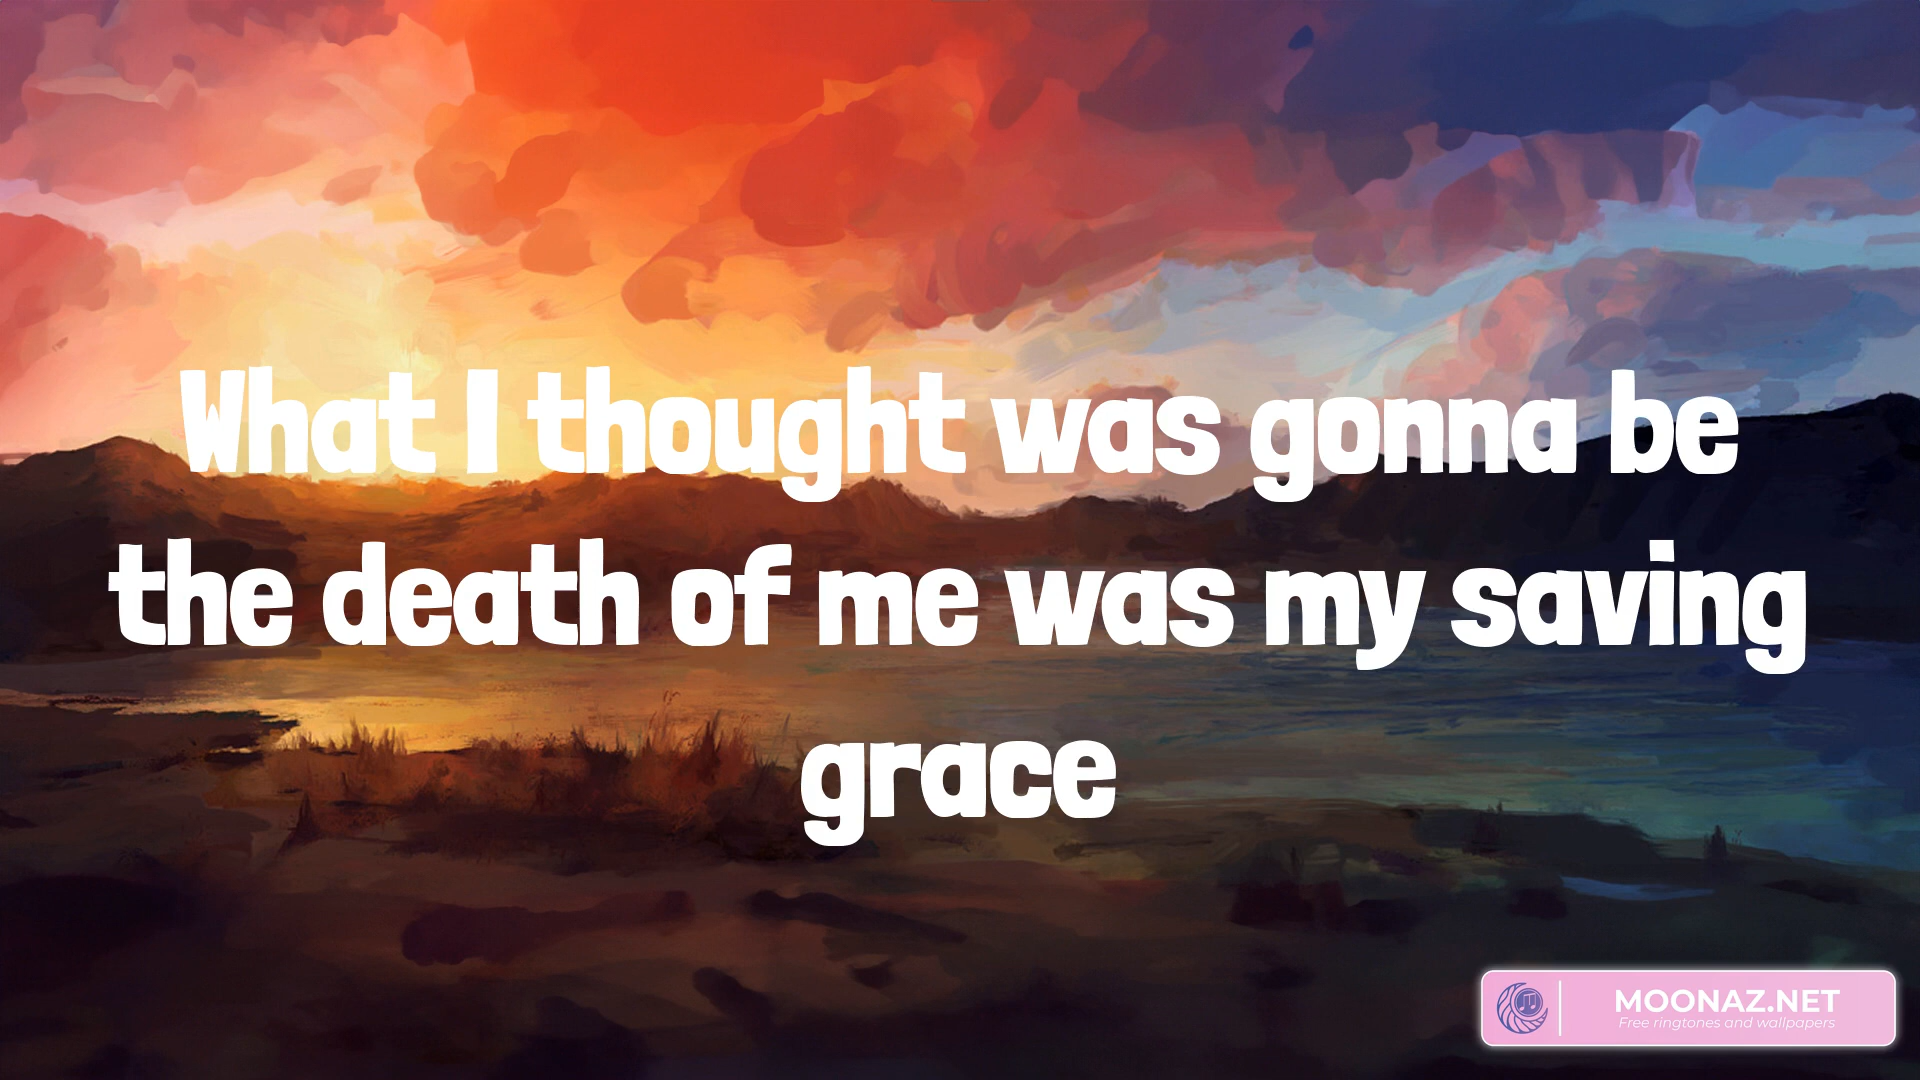 What I thought was gonna be
the death of me was my saving
grace
MOONAZ.NET
Free ringtones and wallpapers